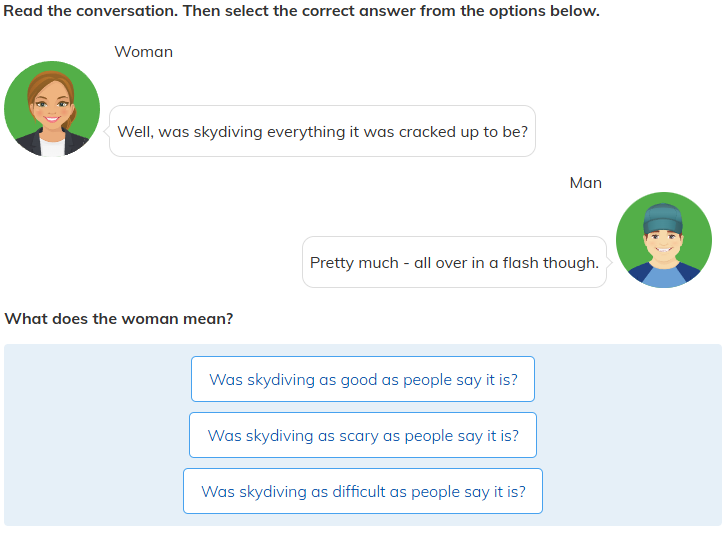 Read the conversation. Then select the correct answer from the options below.
Woman
Well, was skydiving everything it was cracked up to be?
Man
Pretty much - all over in a flash though.
What does the woman mean?
Was skydiving as good as people say it is?
Was skydiving as scary as people say it is?
Was skydiving as difficult as people say it is?